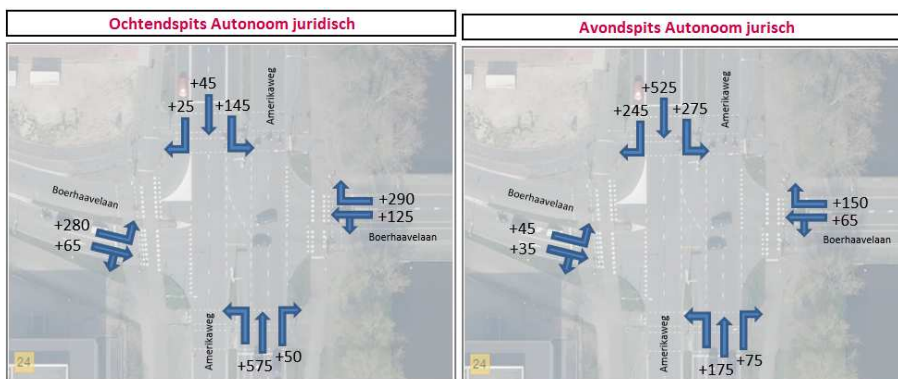 Ochtendspits Autonoom juridisch
+45
+25
+145
Amerikaweg
Boerhaavelaan
+280
+65
+290
+125
Boerhaavelaan
Amerikaweg
+50
+575
24
Avondspits Autonoom jurisch
+525
+245
+275
Amerikaweg
Boerhaavelaan
+45
+35
+150
+65
Boerhaavelaan
Amerikaweg
+75
+175
24